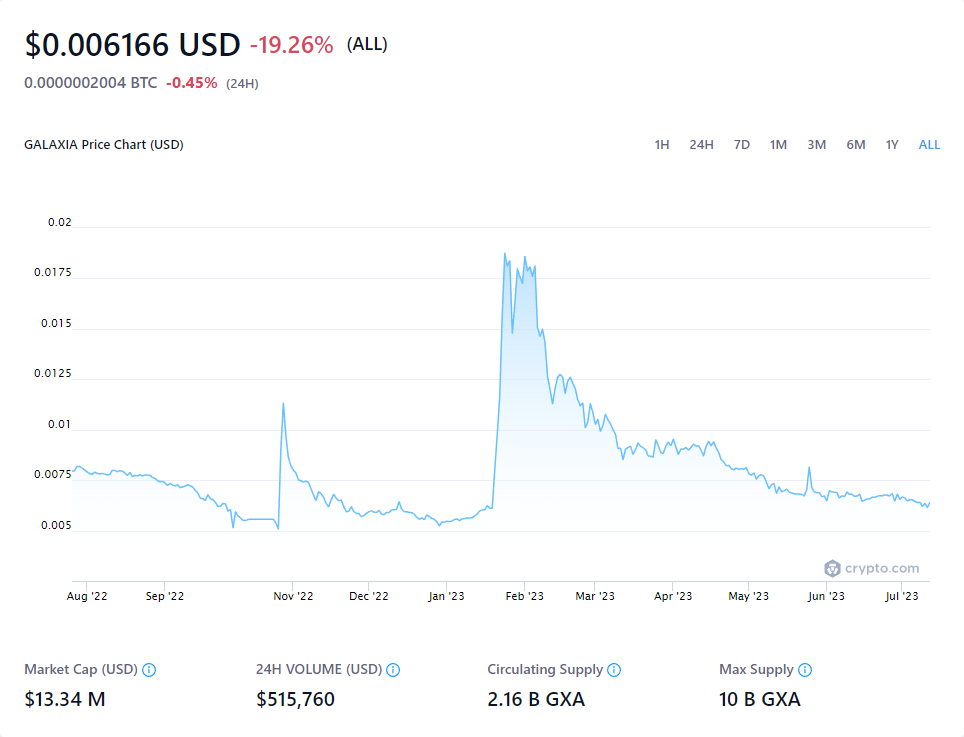 $0.006166 USD -19.26% (ALL)
0.0000002004 BTC -0.45% (24H)
GALAXIA Price Chart (USD) 1H 24H 7D 1M 3M 6M 1Y ALL
0.02
0.0175
0.015
0.0125
0.01
0.0075
0.005
crypto.com
Aug '22 Sep '22 Nov '22 Dec '22 Jan '23 Feb '23 Mar '23 Apr '23 May '23 Jun '23 Jul '23
Market Cap (USD) 24H VOLUME (USD) Circulating Supply Max Supply
$13.34 M $515,760 2.16 B GXA 10 B GXA